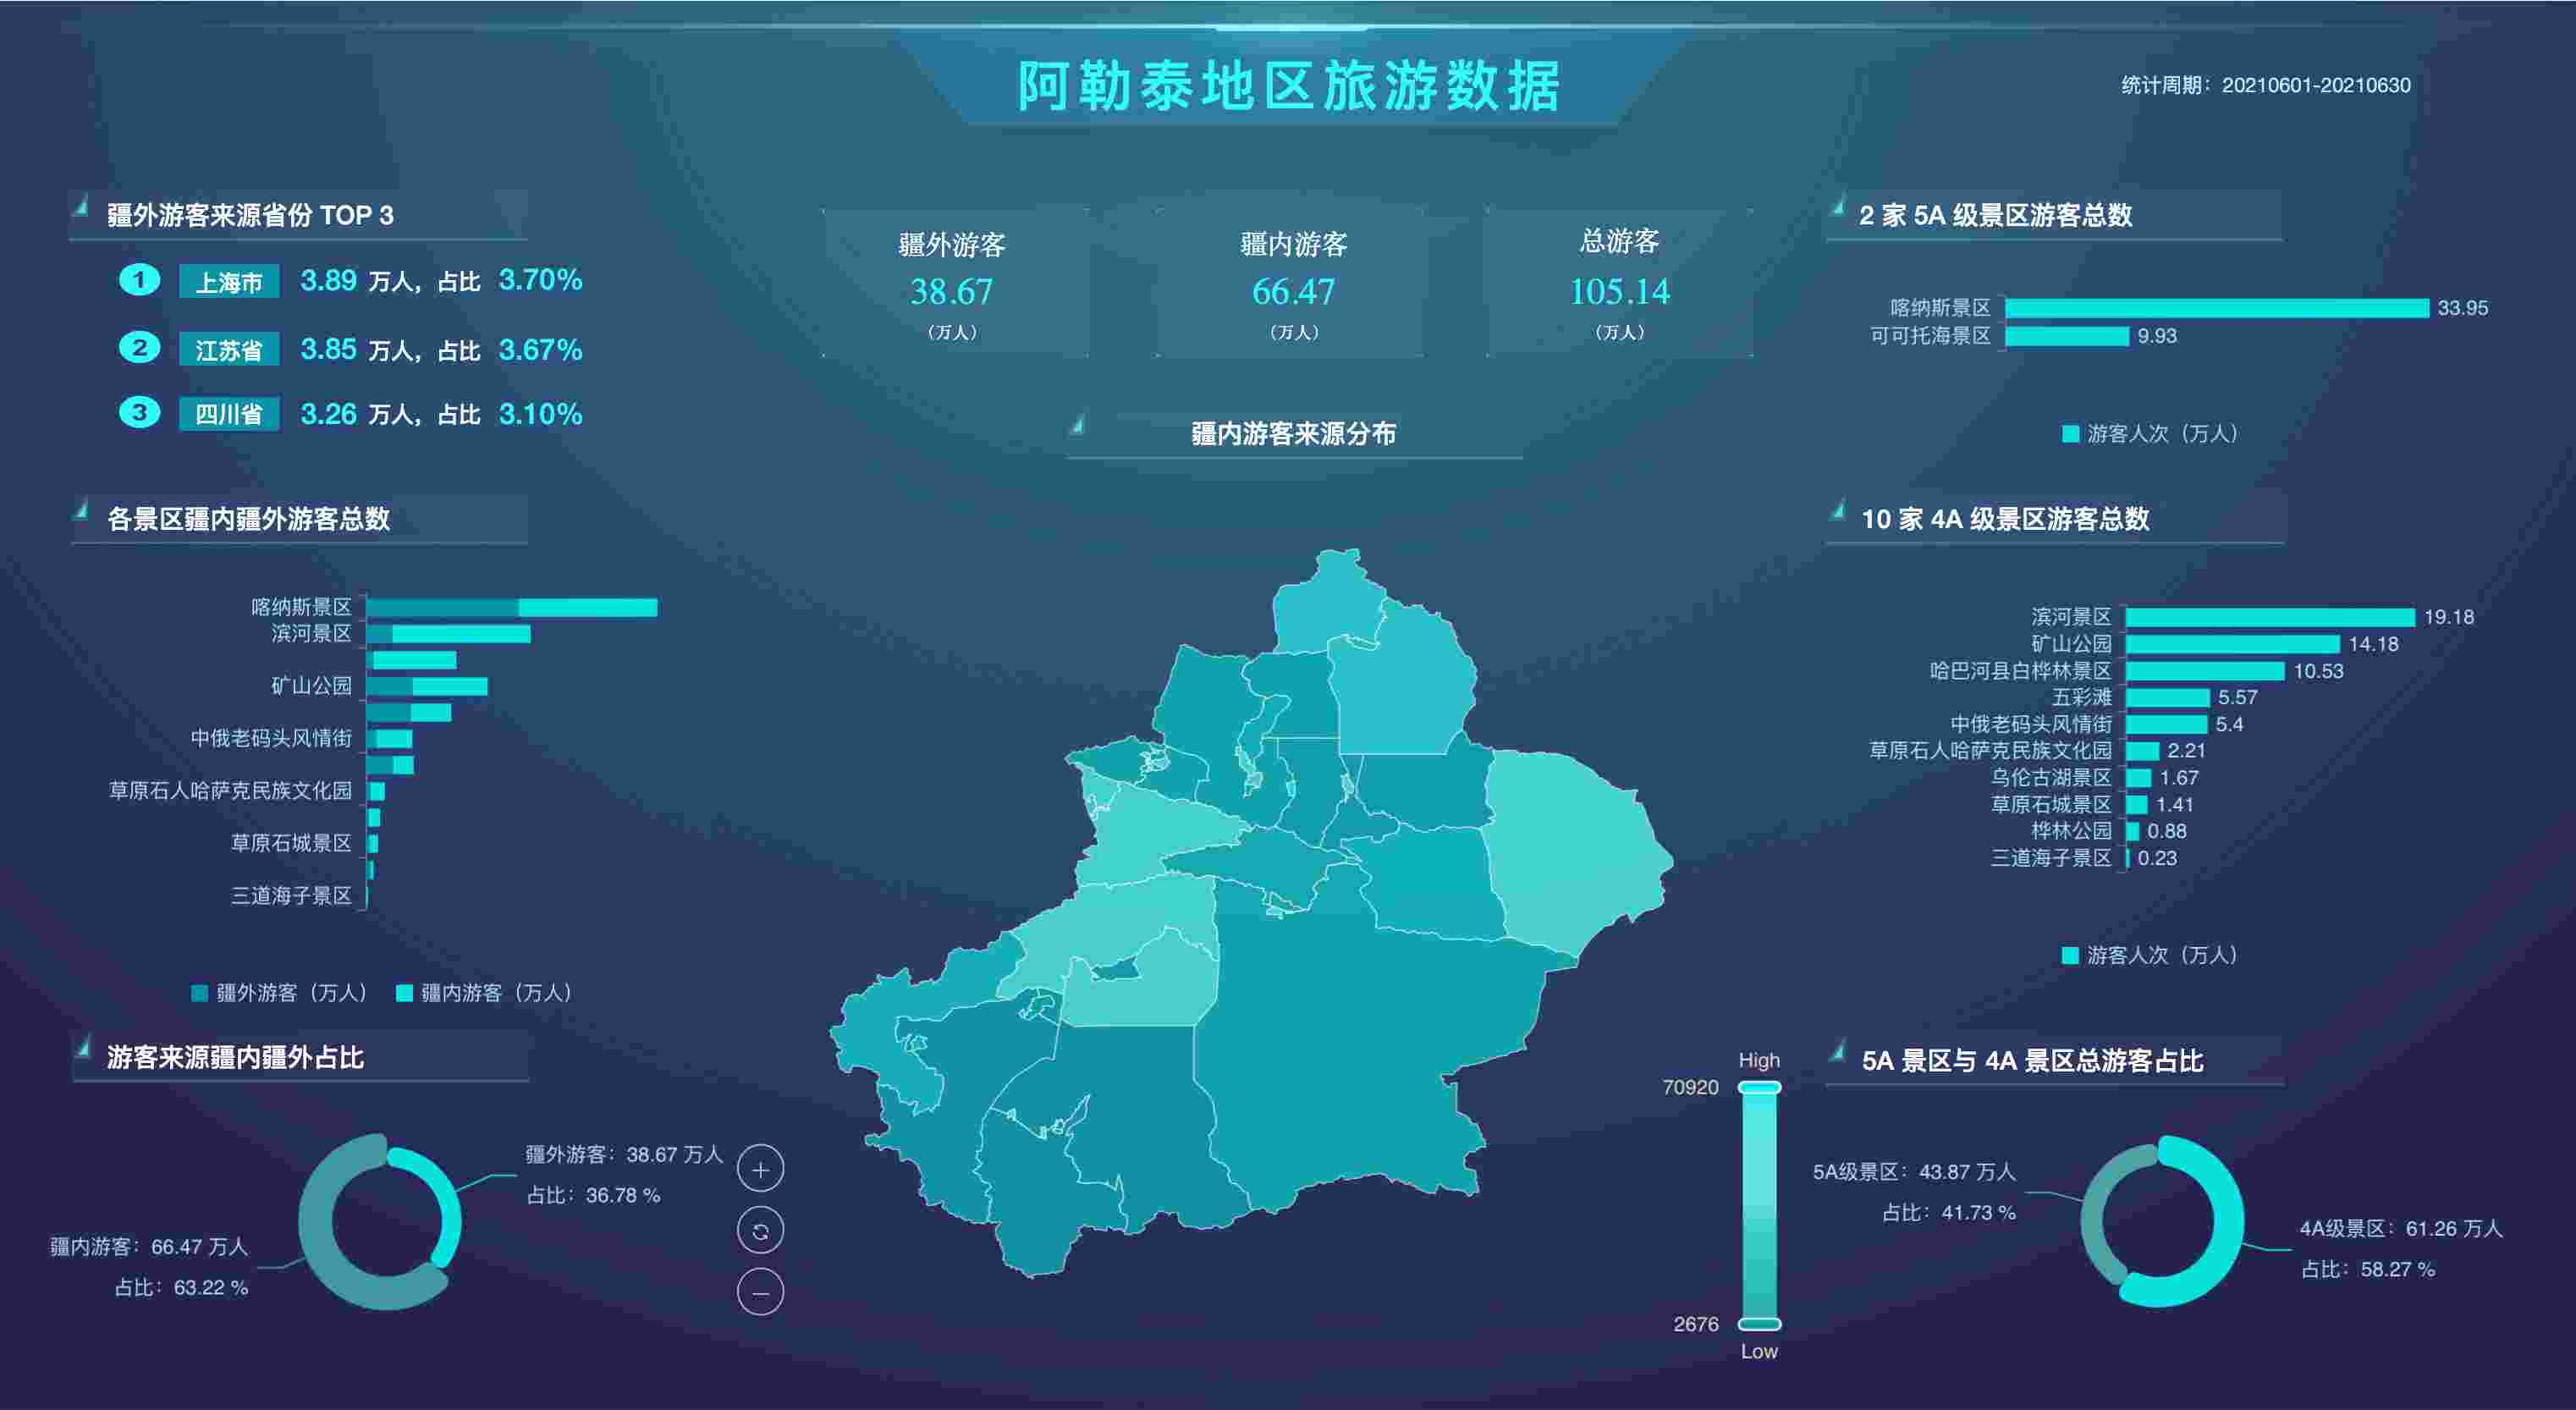 阿勒泰地区旅游数据
统计周期：20210601-20210630
疆外游客来源省份 TOP 3
1 上海市 3.89 万人，占比 3.70%
2 江苏省 3.85 万人，占比 3.67%
3 四川省 3.26 万人，占比 3.10%
疆外游客
38.67
（万人）
疆内游客
66.47
（万人）
总游客
105.14
（万人）
2 家 5A 级景区游客总数
喀纳斯景区 33.95
可可托海景区 9.93
游客人次（万人）
疆内游客来源分布
各景区疆内疆外游客总数
喀纳斯景区
滨河景区
矿山公园
中俄老码头风情街
草原石人哈萨克民族文化园
草原石城景区
三道海子景区
疆外游客（万人） 疆内游客（万人）
10 家 4A 级景区游客总数
滨河景区 19.18
矿山公园 14.18
哈巴河县白桦林景区 10.53
五彩滩 5.57
中俄老码头风情街 5.4
草原石人哈萨克民族文化园 2.21
乌伦古湖景区 1.67
草原石城景区 1.41
桦林公园 0.88
三道海子景区 0.23
游客人次（万人）
游客来源疆内疆外占比
疆外游客：38.67 万人
占比：36.78 %
疆内游客：66.47 万人
占比：63.22 %
High
70920
2676
Low
5A 景区与 4A 景区总游客占比
5A级景区：43.87 万人
占比：41.73 %
4A级景区：61.26 万人
占比：58.27 %